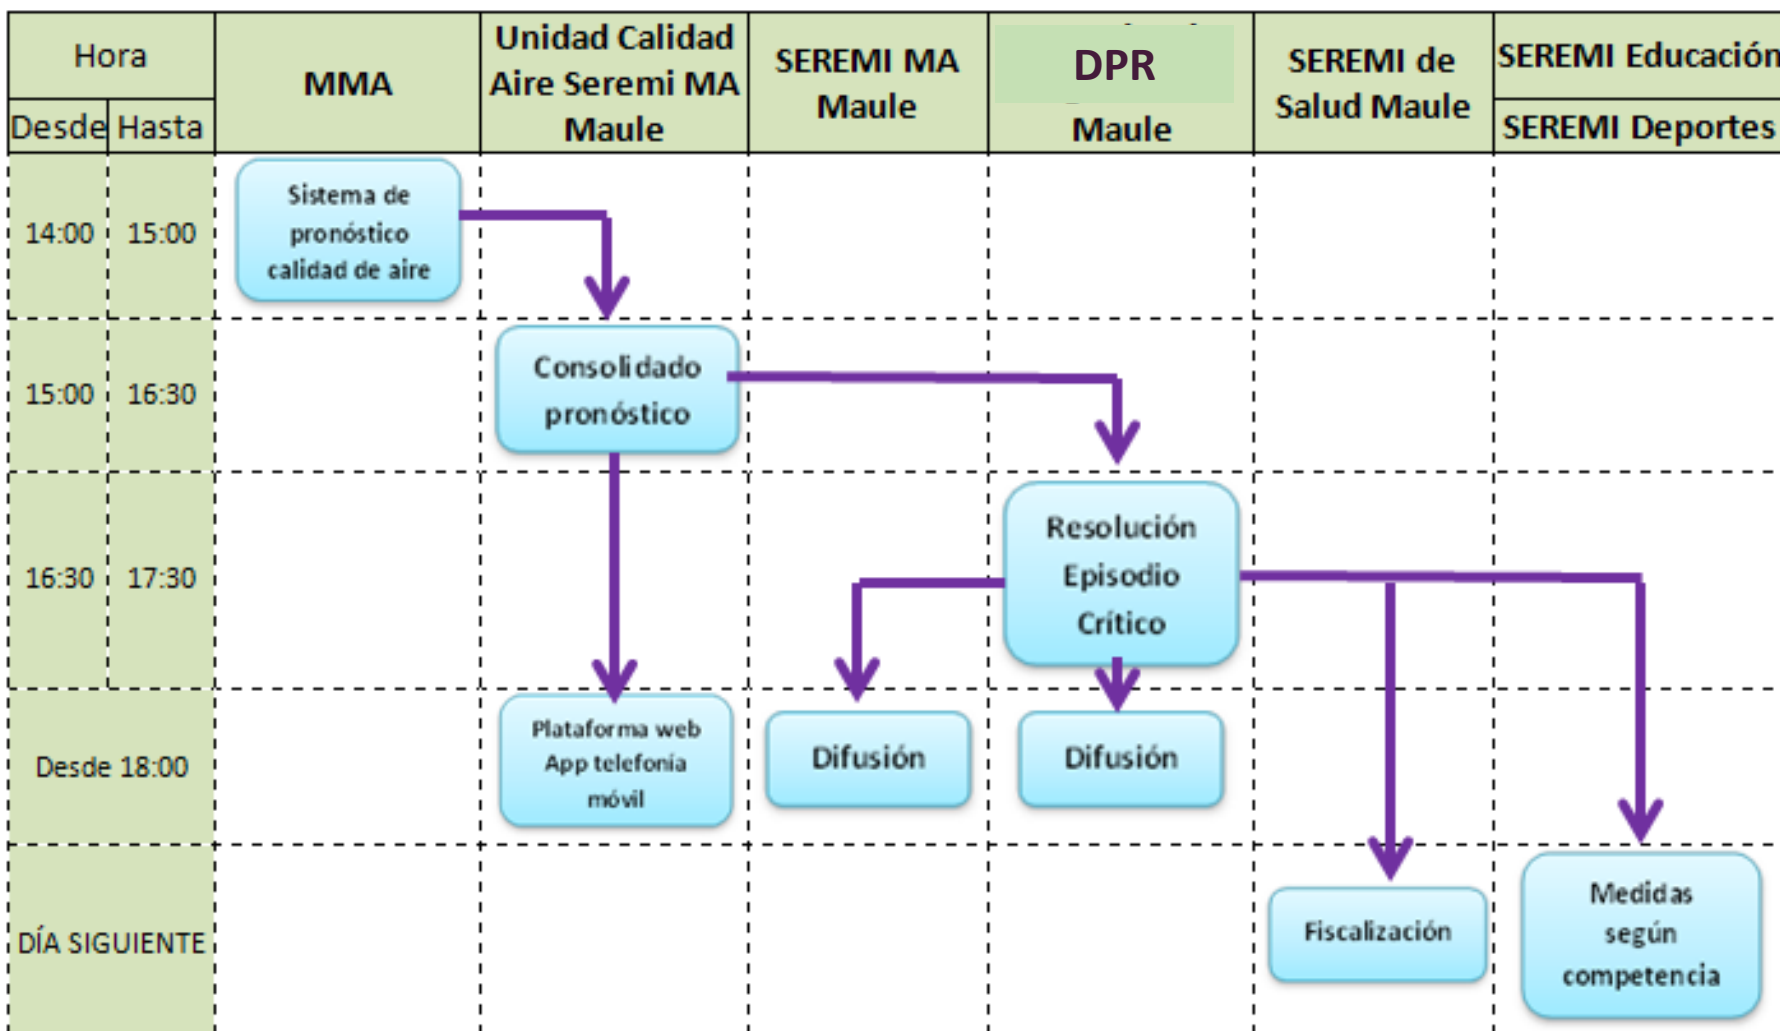 Hora
Desde
Hasta
MMA
Unidad Calidad
Aire Seremi MA
Maule
SEREMI MA
Maule
DPR
Maule
SEREMI de
Salud Maule
SEREMI Educación
SEREMI Deportes
14:00
15:00
Sistema de
pronóstico
calidad de aire
15:00
16:30
Consolidado
pronóstico
16:30
17:30
Resolución
Episodio
Crítico
Desde 18:00
Plataforma web
App telefonía
móvil
Difusión
Difusión
DÍA SIGUIENTE
Fiscalización
Medidas
según
competencia